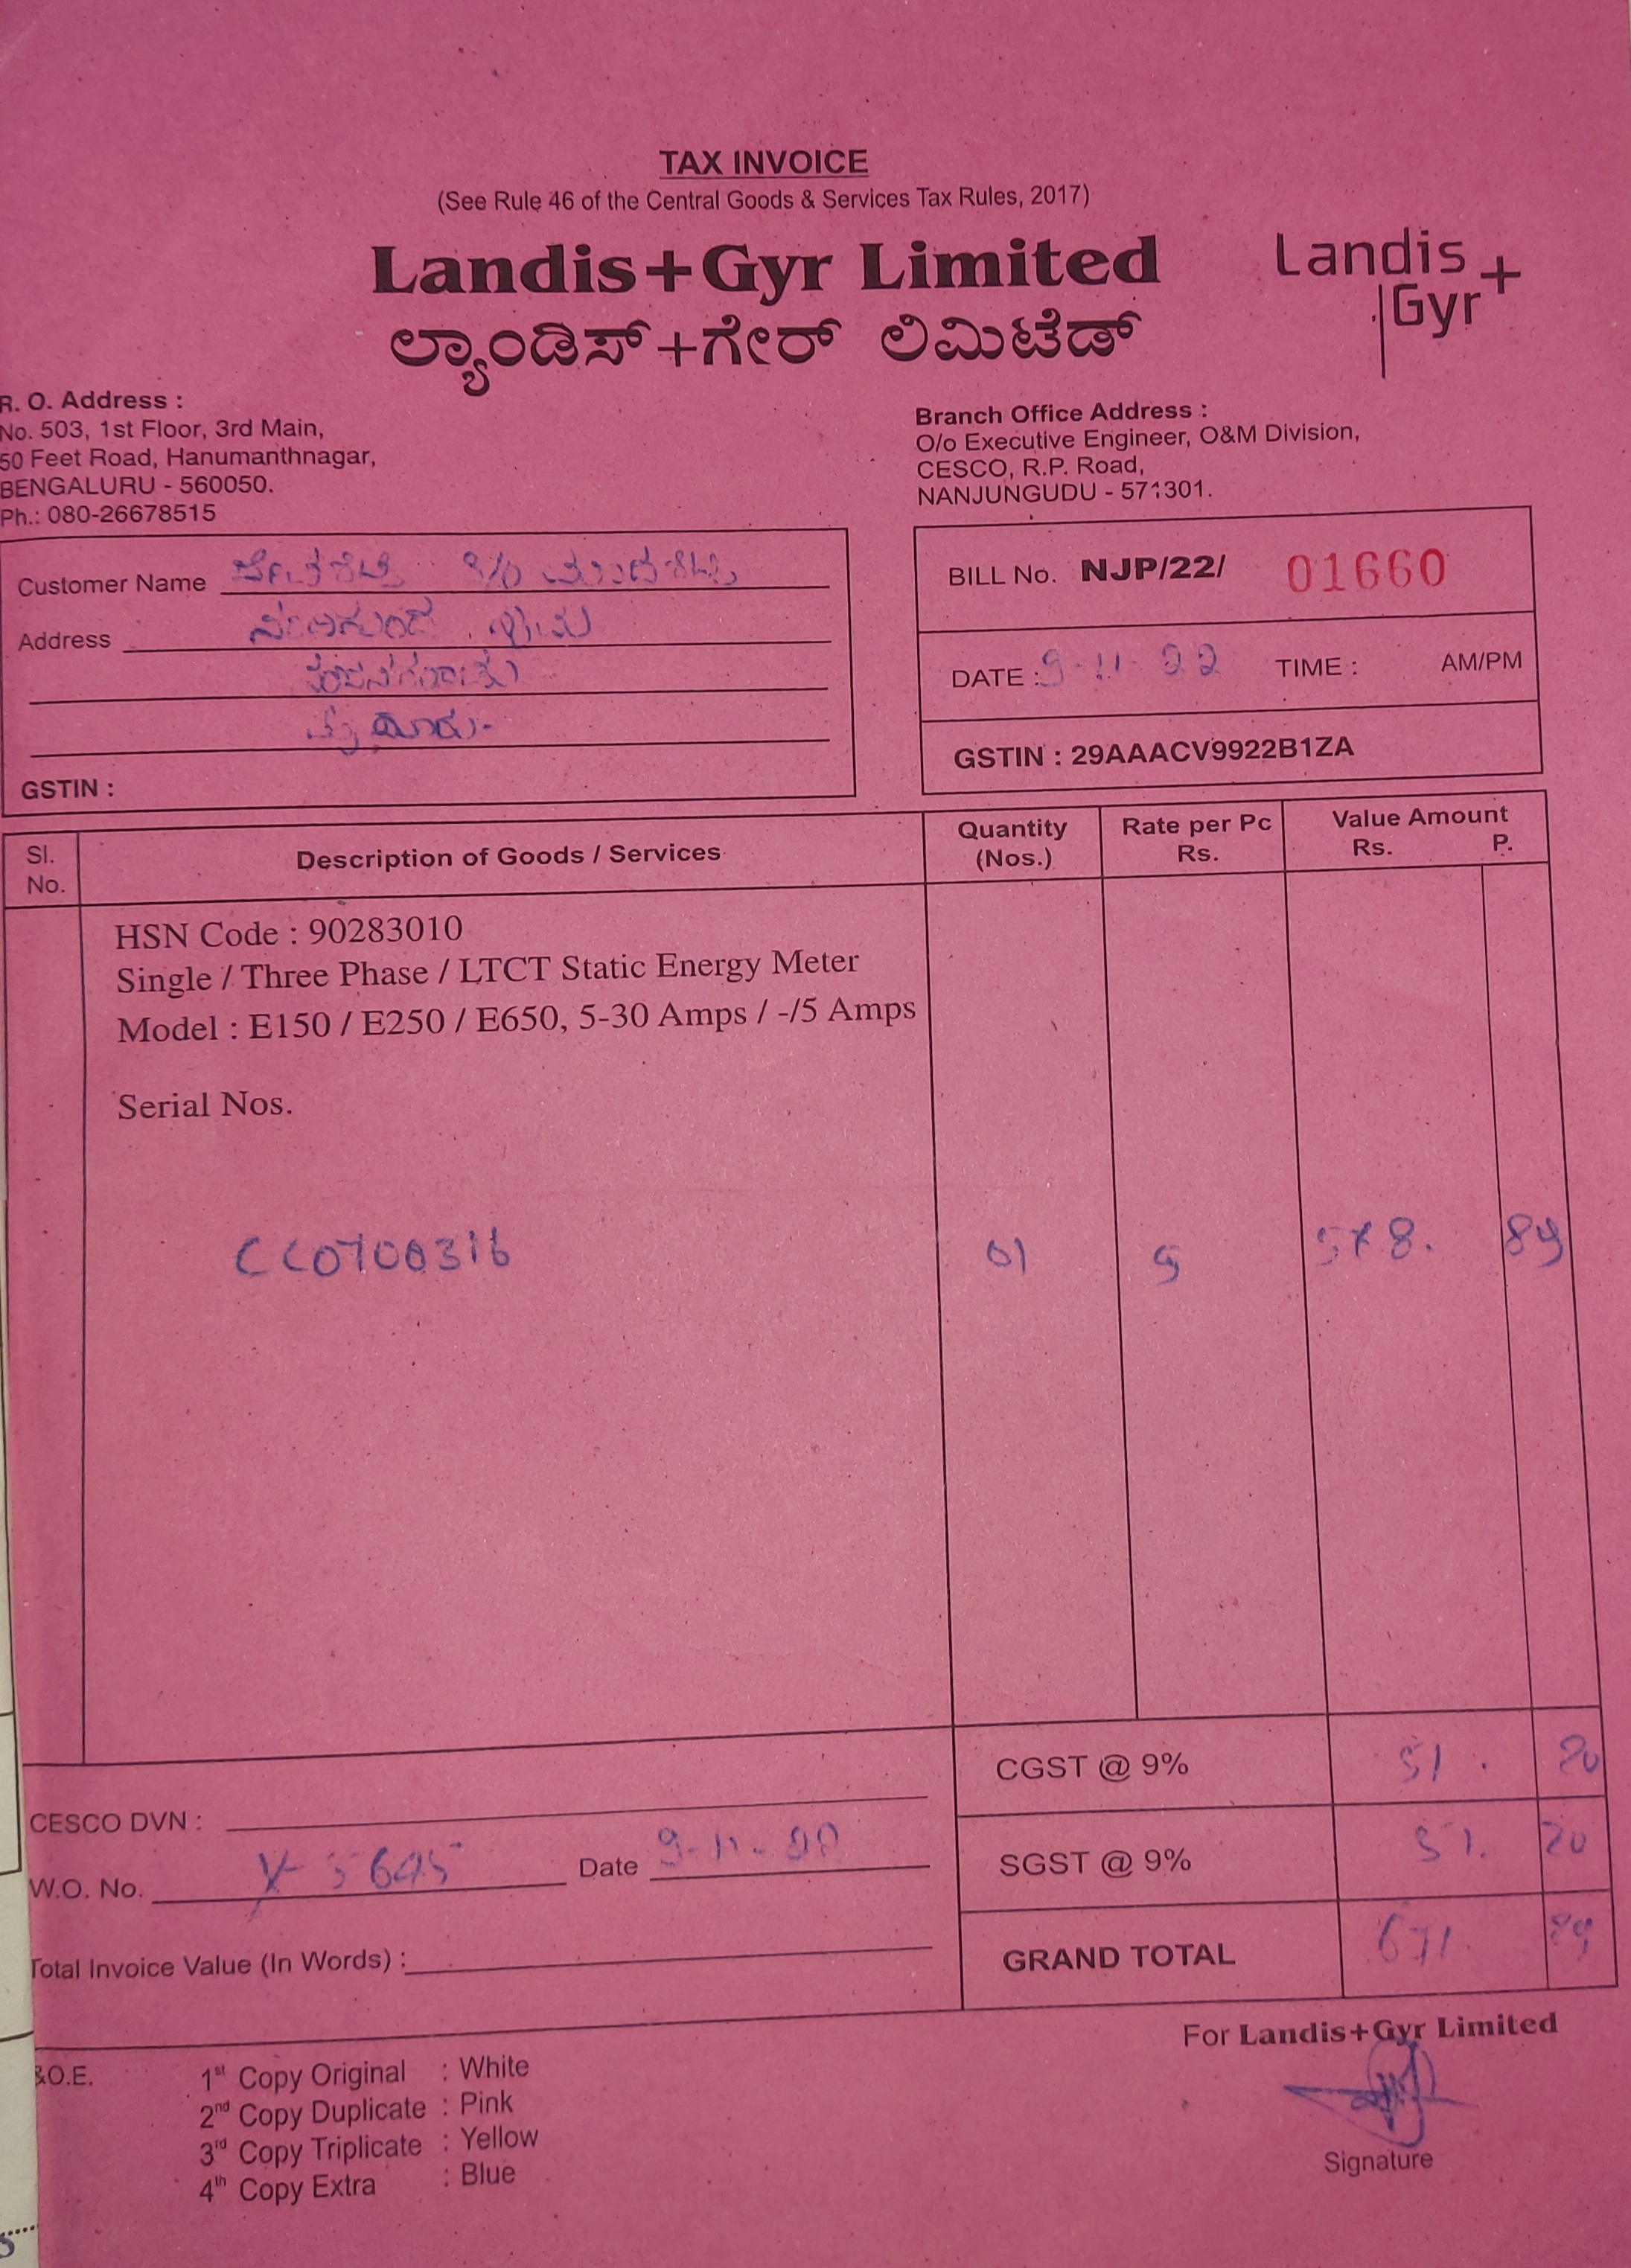 TAX INVOICE
(See Rule 46 of the Central Goods & Services Tax Rules, 2017)
Landis+Gyr Limited
ಲ್ಯಾಂಡಿಸ್+ಗೇರ್ ಲಿಮಿಟೆಡ್
Landis
Gyr+
R. O. Address :
No. 503, 1st Floor, 3rd Main,
50 Feet Road, Hanumanthnagar,
BENGALURU - 560050.
Ph.: 080-26678515
Branch Office Address :
O/o Executive Engineer, O&M Division,
CESCO, R.P. Road,
NANJUNGUDU - 571301.
Customer Name
Address
GSTIN :
BILL No. NJP/22/ 01660
DATE : 9-11-22 TIME : AM/PM
GSTIN : 29AAACV9922B1ZA
Sl. No. Description of Goods / Services Quantity (Nos.) Rate per Pc Rs. Value Amount Rs. P.
HSN Code : 90283010
Single / Three Phase / LTCT Static Energy Meter
Model : E150 / E250 / E650, 5-30 Amps / -/5 Amps
Serial Nos.
CC0700316 01
CGST @ 9% 51. 20
CESCO DVN :
SGST @ 9% 51. 20
W.O. No. Date
GRAND TOTAL 671. 29
Total Invoice Value (In Words) :
For Landis+Gyr Limited
&O.E.
1st Copy Original : White
2nd Copy Duplicate : Pink
3rd Copy Triplicate : Yellow
4th Copy Extra : Blue
Signature